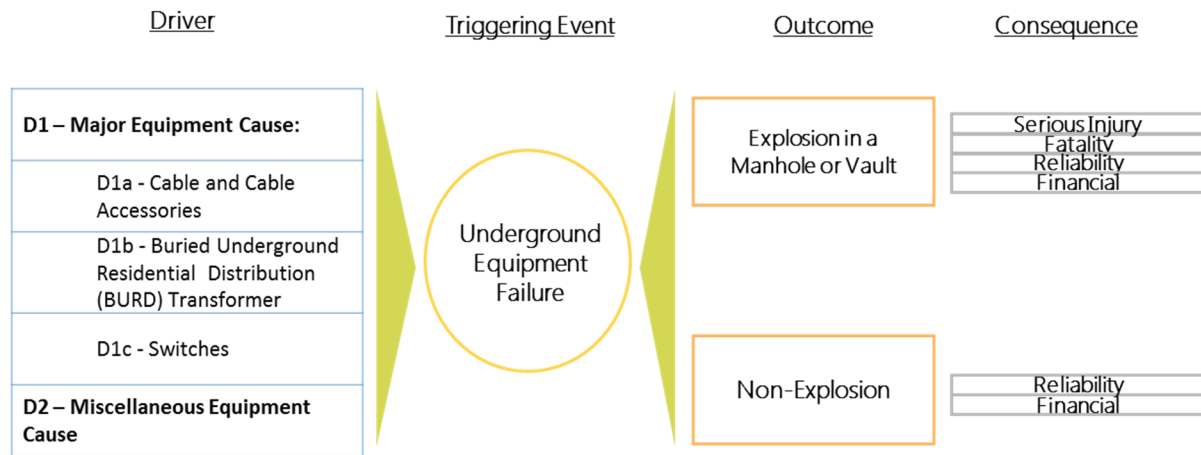 Driver
Triggering Event
Outcome
Consequence
D1 – Major Equipment Cause:
D1a - Cable and Cable
Accessories
D1b - Buried Underground
Residential Distribution
(BURD) Transformer
D1c - Switches
D2 – Miscellaneous Equipment
Cause
Underground
Equipment
Failure
Explosion in a
Manhole or Vault
Non-Explosion
Serious Injury
Fatality
Reliability
Financial
Reliability
Financial